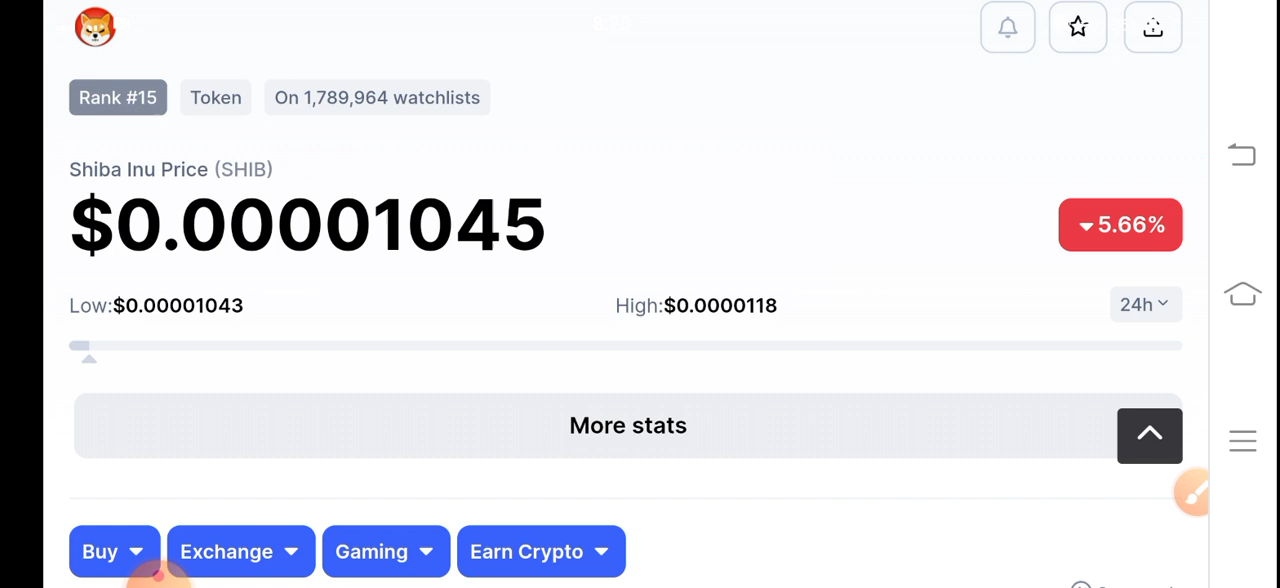 Rank #15 Token On 1,789,964 watchlists
Shiba Inu Price (SHIB)
$0.00001045 5.66%
Low:$0.00001043 High:$0.0000118 24h
More stats
Buy Exchange Gaming Earn Crypto